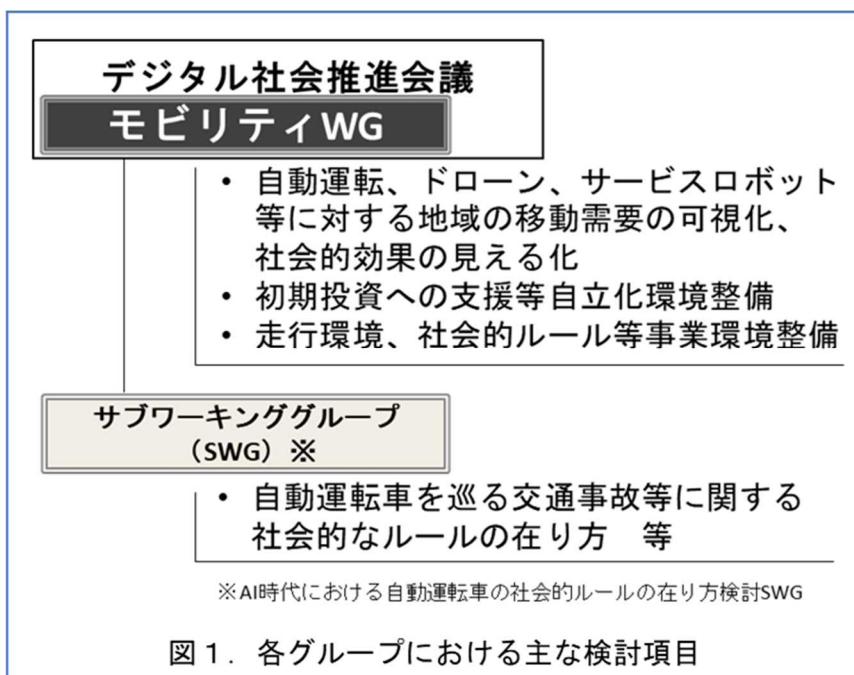 デジタル社会推進会議
モビリティWG
• 自動運転、ドローン、サービスロボット
等に対する地域の移動需要の可視化、
社会的効果の見える化
• 初期投資への支援等自立化環境整備
• 走行環境、社会的ルール等事業環境整備
サブワーキンググループ
（SWG）※
• 自動運転車を巡る交通事故等に関する
社会的なルールの在り方　等
※AI時代における自動運転車の社会的ルールの在り方検討SWG
図１．各グループにおける主な検討項目